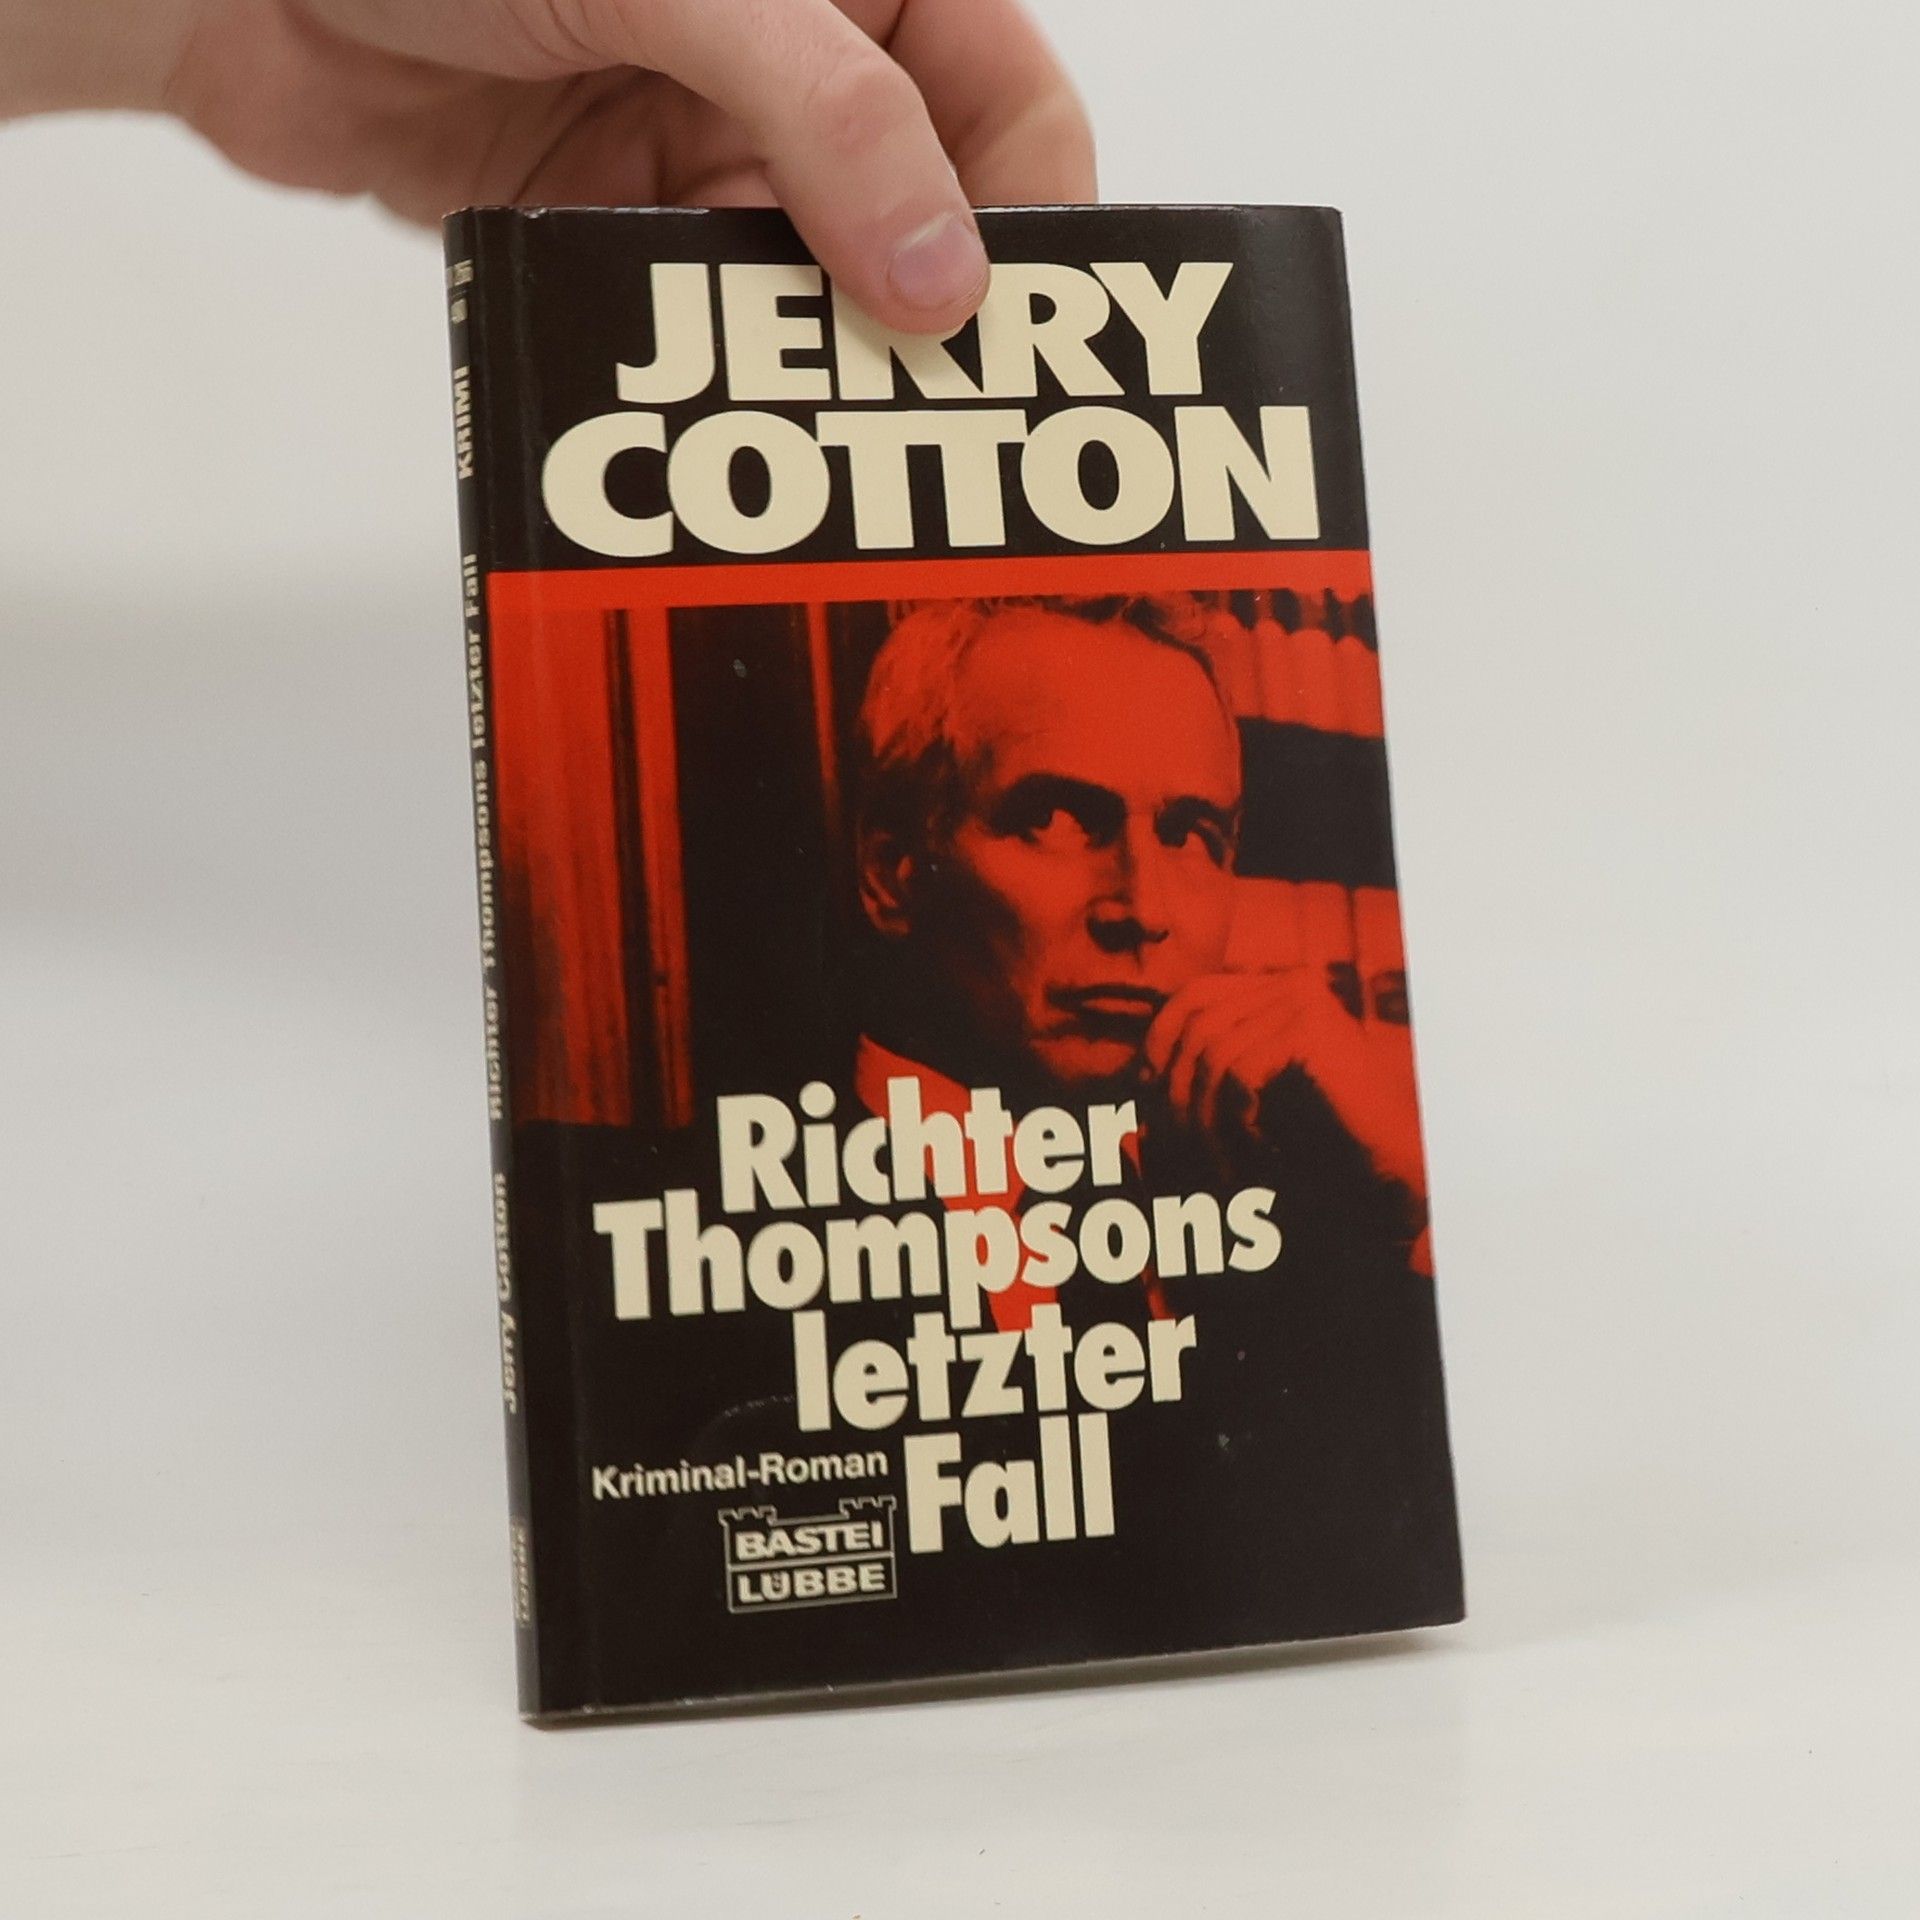 JERRY
COTTON
Richter
Thompsons
letzter
Fall
Kriminal-Roman
BASTEI
LÜBBE
Jerry Cotton Richter Thompsons letzter Fall KRIMI